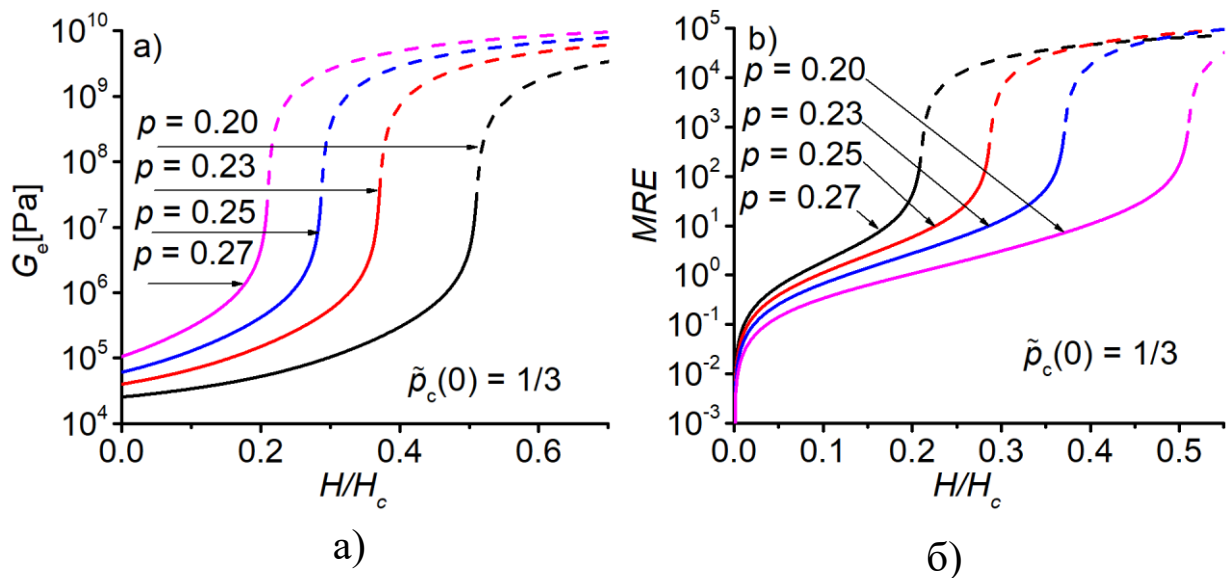 a)
G_e[Pa]
10^10
10^9
10^8
10^7
10^6
10^5
10^4
p = 0.20
p = 0.23
p = 0.25
p = 0.27
p̃_c(0) = 1/3
0.0 0.2 0.4 0.6
H/H_c
b)
MRE
10^5
10^4
10^3
10^2
10^1
10^0
10^-1
10^-2
10^-3
p = 0.20
p = 0.23
p = 0.25
p = 0.27
p̃_c(0) = 1/3
0.0 0.1 0.2 0.3 0.4 0.5
H/H_c
а)
б)